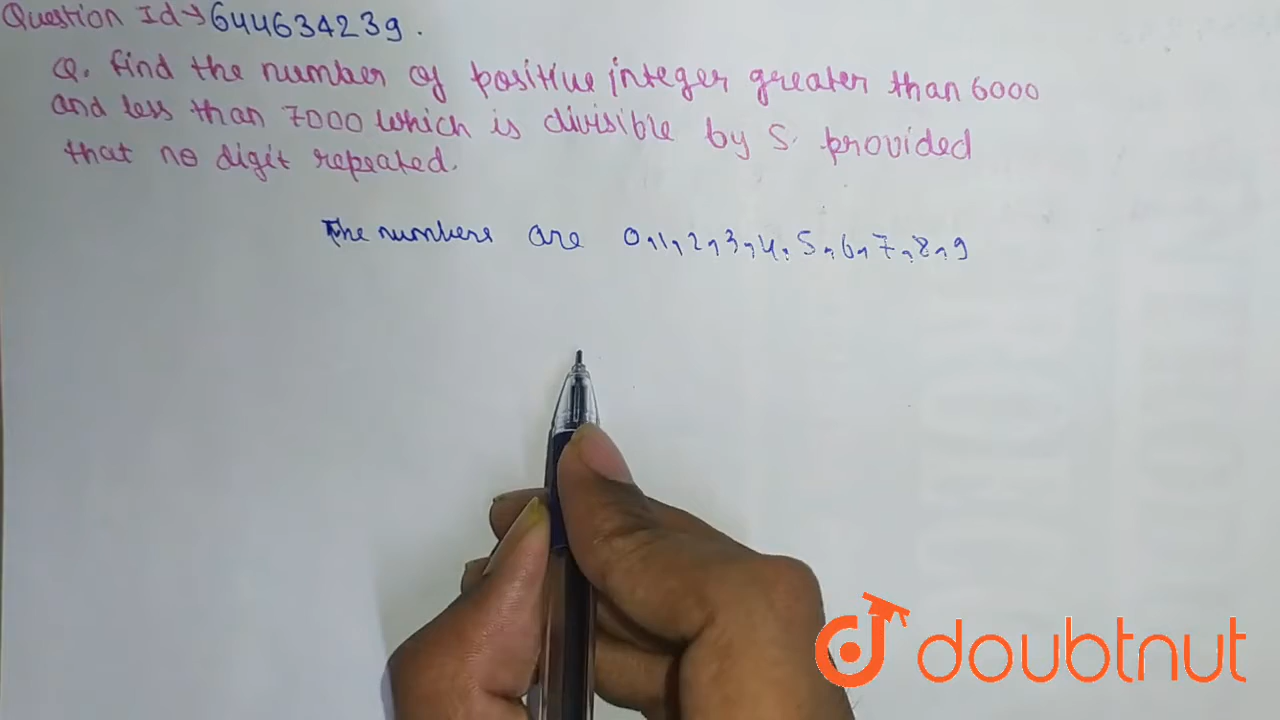 Question Id→ 644634239.
Q. find the number of positive integer greater than 6000
and less than 7000 which is divisible by 5. provided
that no digit repeated.
The numbers are 0,1,2,3,4,5,6,7,8,9
doubtnut